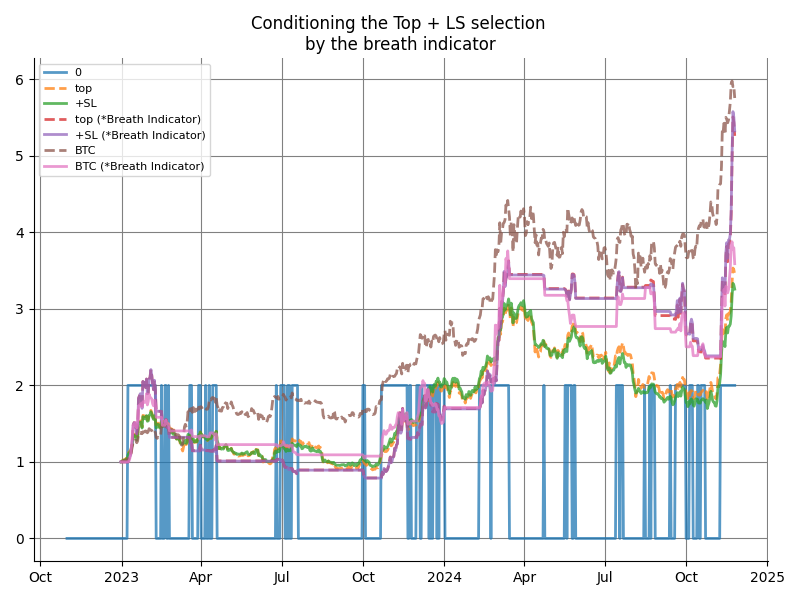 Conditioning the Top + LS selection
by the breath indicator
0
top
+SL
top (*Breath Indicator)
+SL (*Breath Indicator)
BTC
BTC (*Breath Indicator)
6
5
4
3
2
1
0
Oct
2023
Apr
Jul
Oct
2024
Apr
Jul
Oct
2025